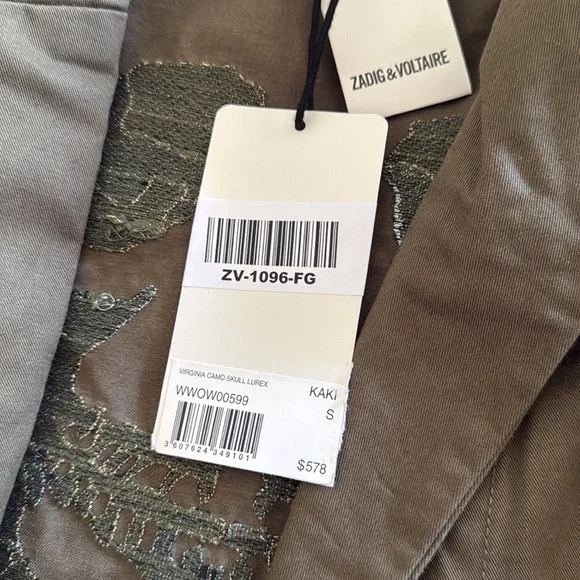 ZADIG & VOLTAIRE
ZV-1096-FG
VIRGINIA CAMO SKULL LUREX
WWOW00599 KAKI
S
3 607624 349101
$578